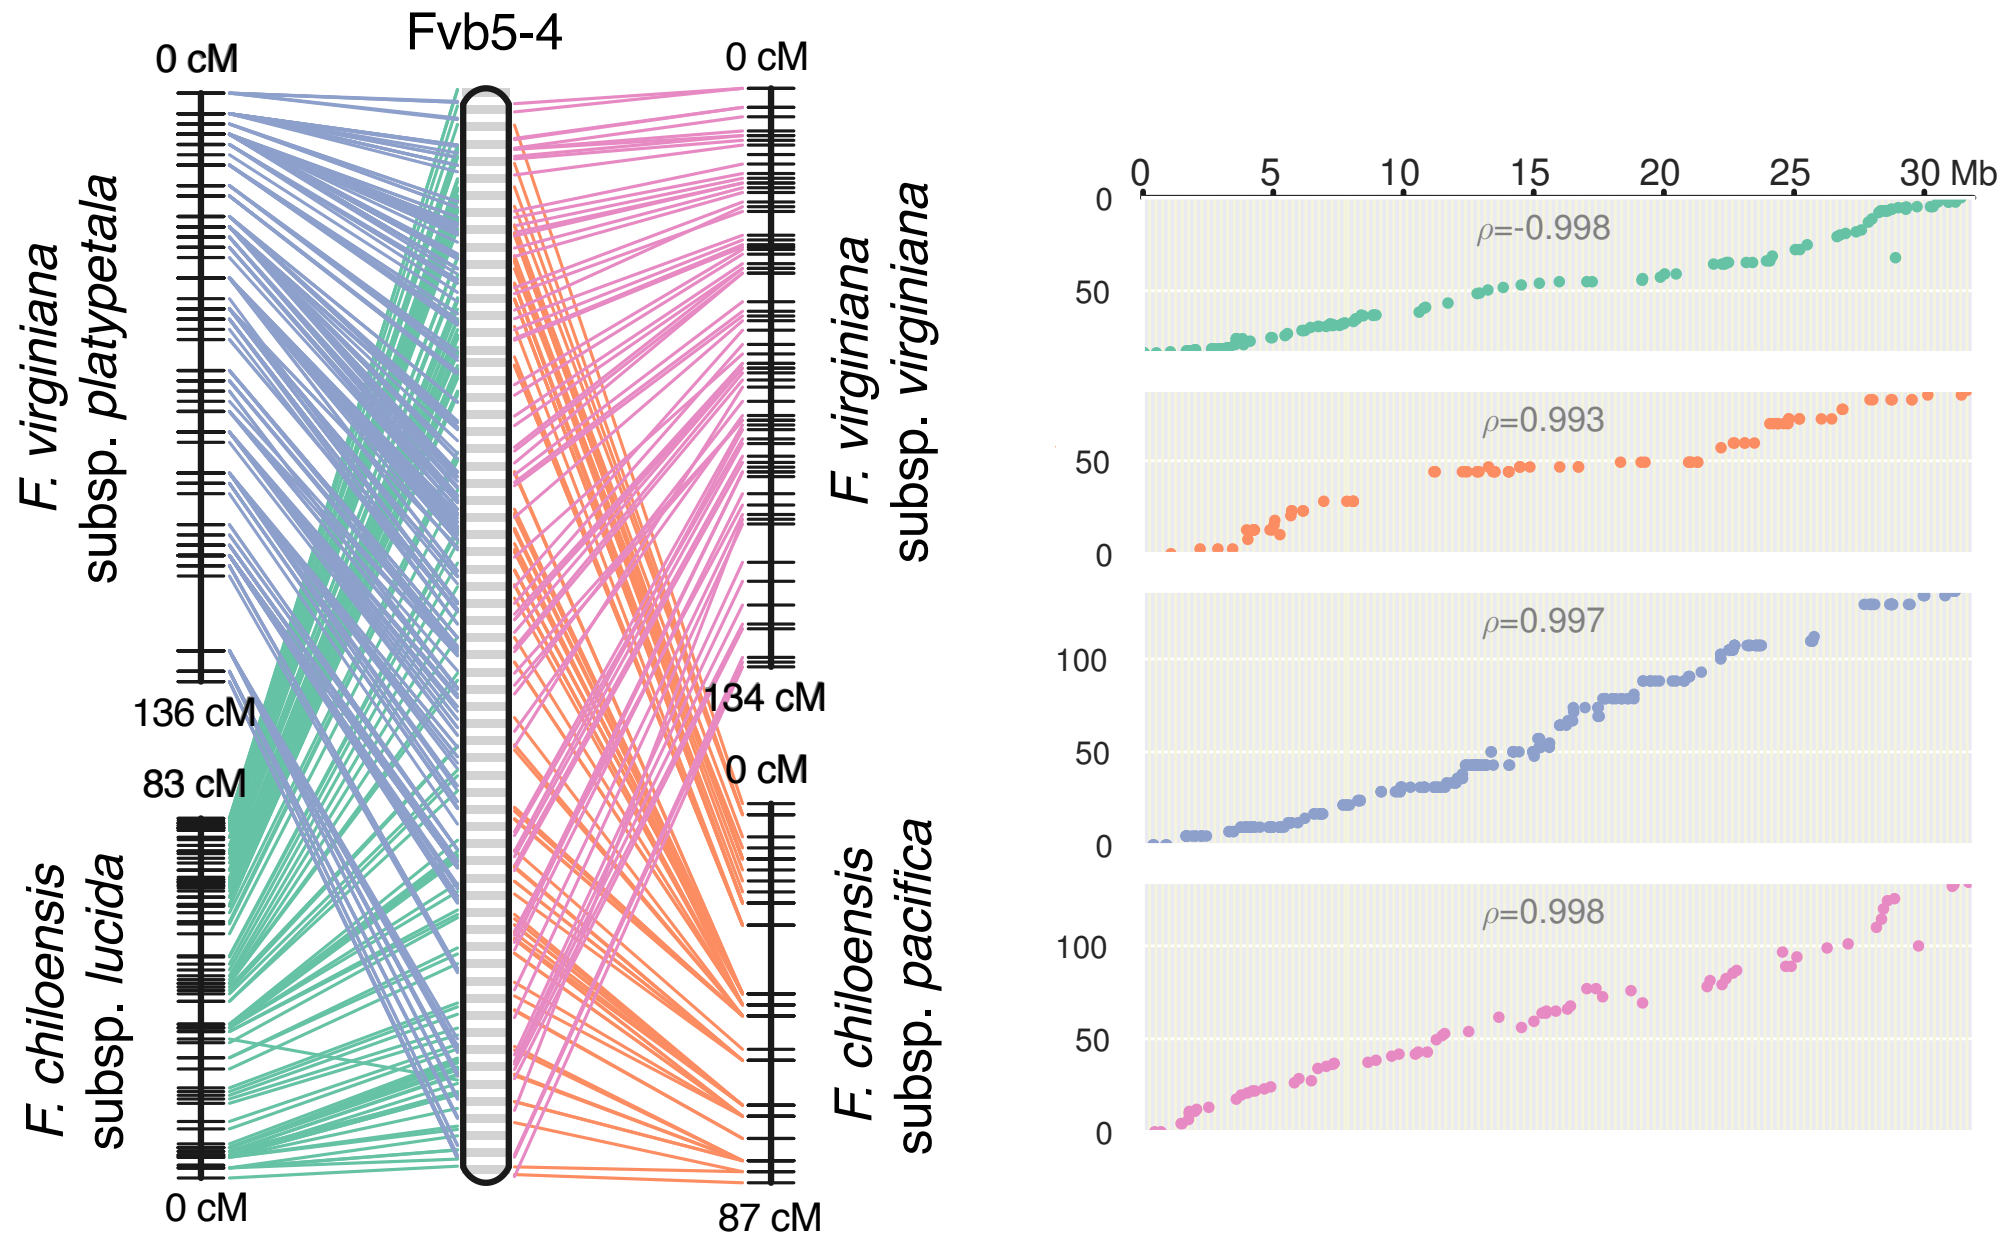 Fvb5-4
0 cM
F. virginiana
subsp. platypetala
136 cM
83 cM
F. chiloensis
subsp. lucida
0 cM
0 cM
F. virginiana
subsp. virginiana
134 cM
0 cM
F. chiloensis
subsp. pacifica
87 cM
0 5 10 15 20 25 30 Mb
0
50
ρ=-0.998
50
0
ρ=0.993
100
50
0
ρ=0.997
100
50
0
ρ=0.998